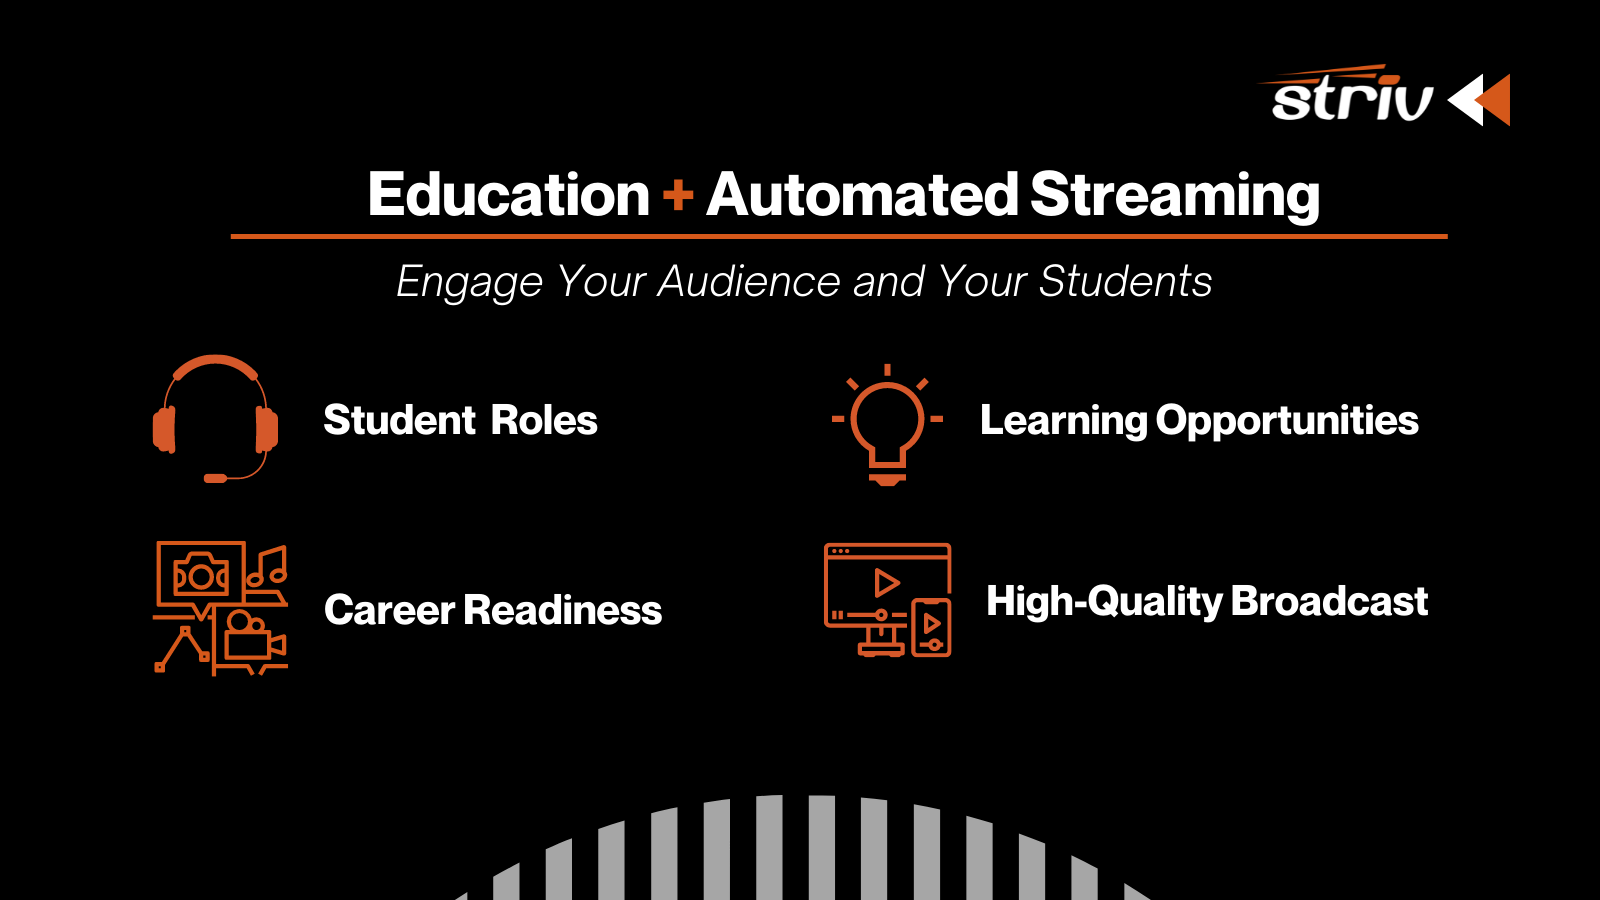 striv
Education + Automated Streaming
Engage Your Audience and Your Students
Student Roles
Learning Opportunities
Career Readiness
High-Quality Broadcast